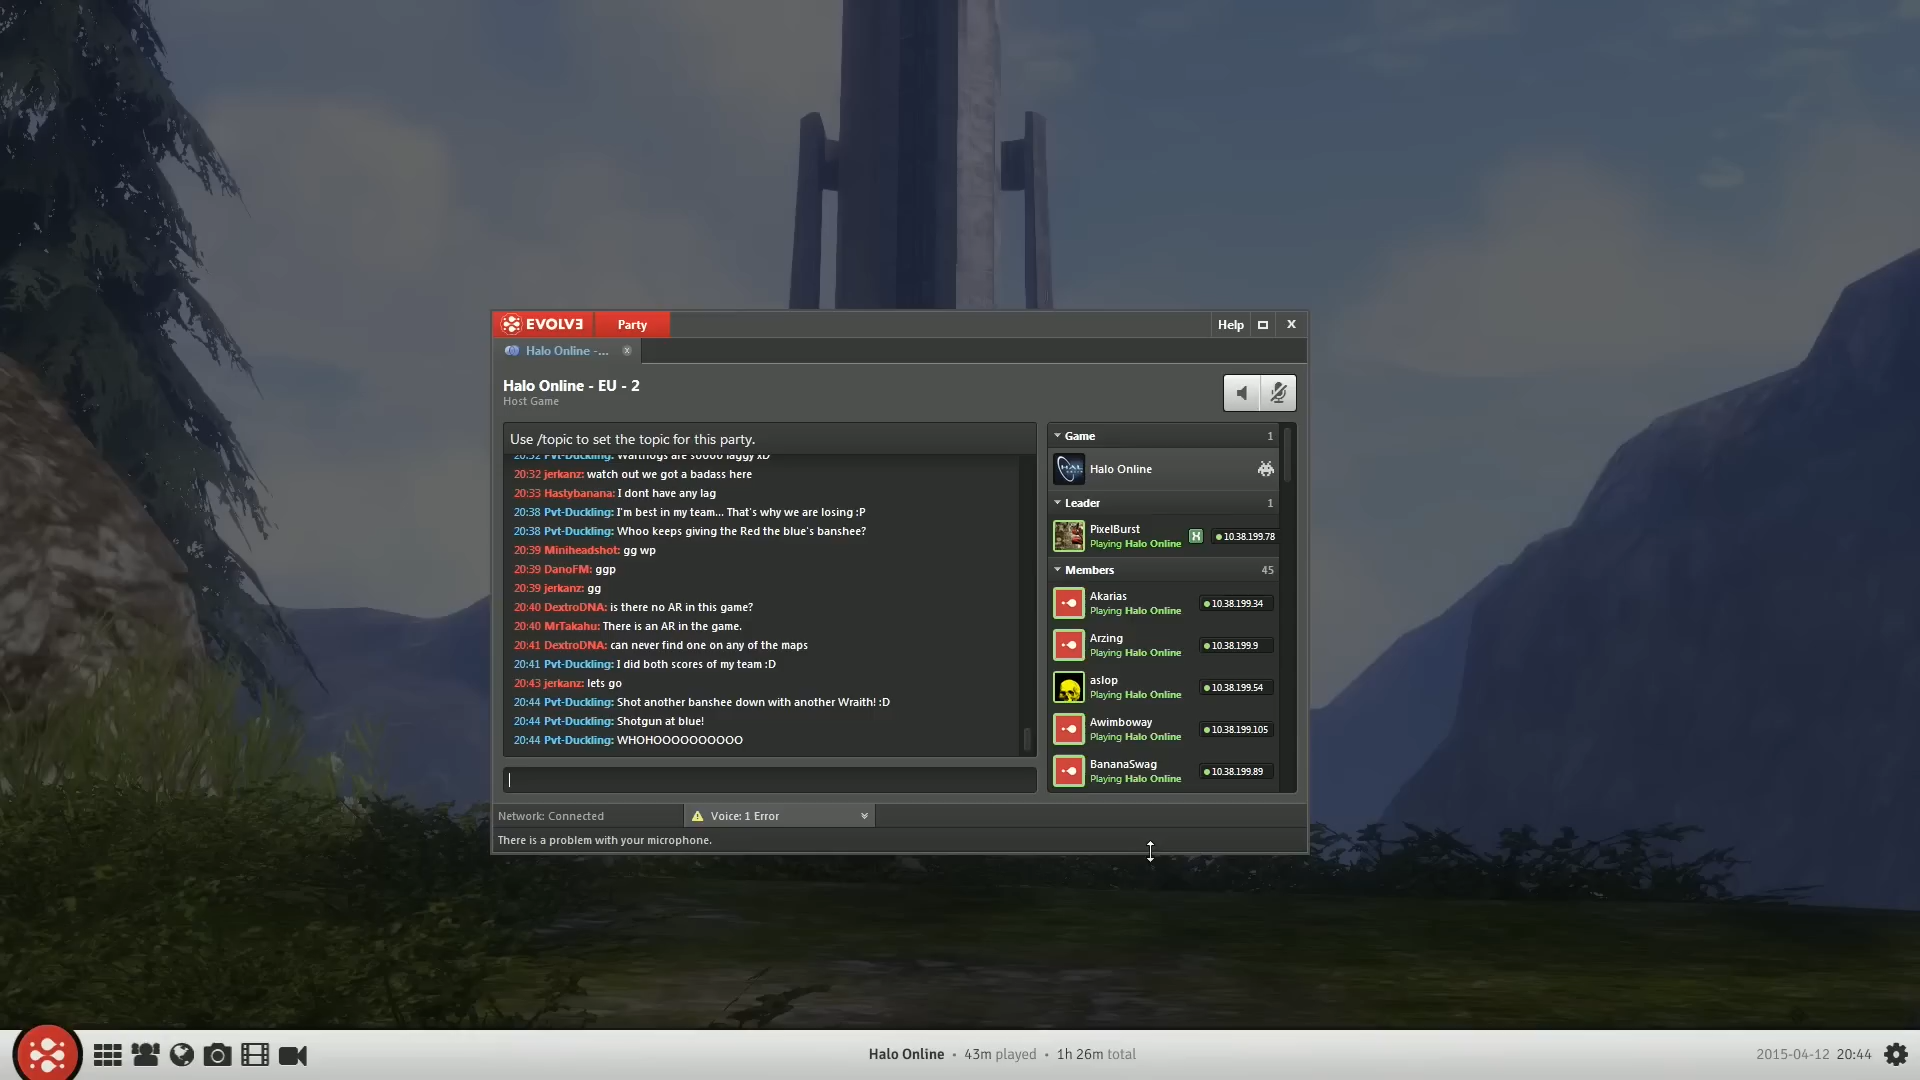 EVOLVE Party Help X
Halo Online -...
Halo Online - EU - 2
Host Game
Use /topic to set the topic for this party.
20:32 Pvt-Duckling: Warthogs are soooo laggy xD
20:32 jerkanz: watch out we got a badass here
20:33 Hastybanana: I dont have any lag
20:38 Pvt-Duckling: I'm best in my team... That's why we are losing :P
20:38 Pvt-Duckling: Whoo keeps giving the Red the blue's banshee?
20:39 Miniheadshot: gg wp
20:39 DanoFM: ggp
20:39 jerkanz: gg
20:40 DextroDNA: is there no AR in this game?
20:40 MrTakahu: There is an AR in the game.
20:41 DextroDNA: can never find one on any of the maps
20:41 Pvt-Duckling: I did both scores of my team :D
20:43 jerkanz: lets go
20:44 Pvt-Duckling: Shot another banshee down with another Wraith! :D
20:44 Pvt-Duckling: Shotgun at blue!
20:44 Pvt-Duckling: WHOHOOOOOOOOOO
Game 1
Halo Online
Leader 1
PixelBurst
Playing Halo Online 10.38.199.78
Members 45
Akarias
Playing Halo Online 10.38.199.34
Arzing
Playing Halo Online 10.38.199.9
aslop
Playing Halo Online 10.38.199.54
Awimboway
Playing Halo Online 10.38.199.105
BananaSwag
Playing Halo Online 10.38.199.89
Network: Connected Voice: 1 Error
There is a problem with your microphone.
Halo Online • 43m played • 1h 26m total
2015-04-12 20:44